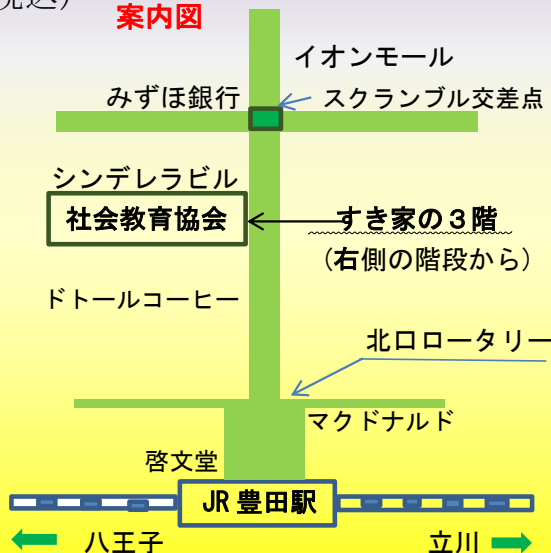 税込)
案内図
イオンモール
みずほ銀行
スクランブル交差点
シンデレラビル
社会教育協会
すき家の3階
(右側の階段から)
ドトールコーヒー
北口ロータリー
マクドナルド
啓文堂
JR 豊田駅
八王子
立川